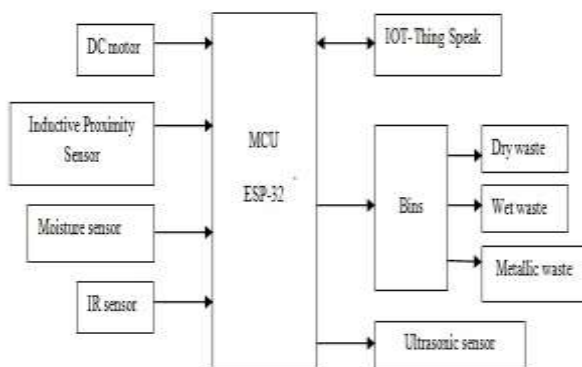 DC motor
Inductive Proximity
Sensor
Moisture sensor
IR sensor
MCU
ESP-32
IOT-Thing Speak
Bins
Dry waste
Wet waste
Metallic waste
Ultrasonic sensor